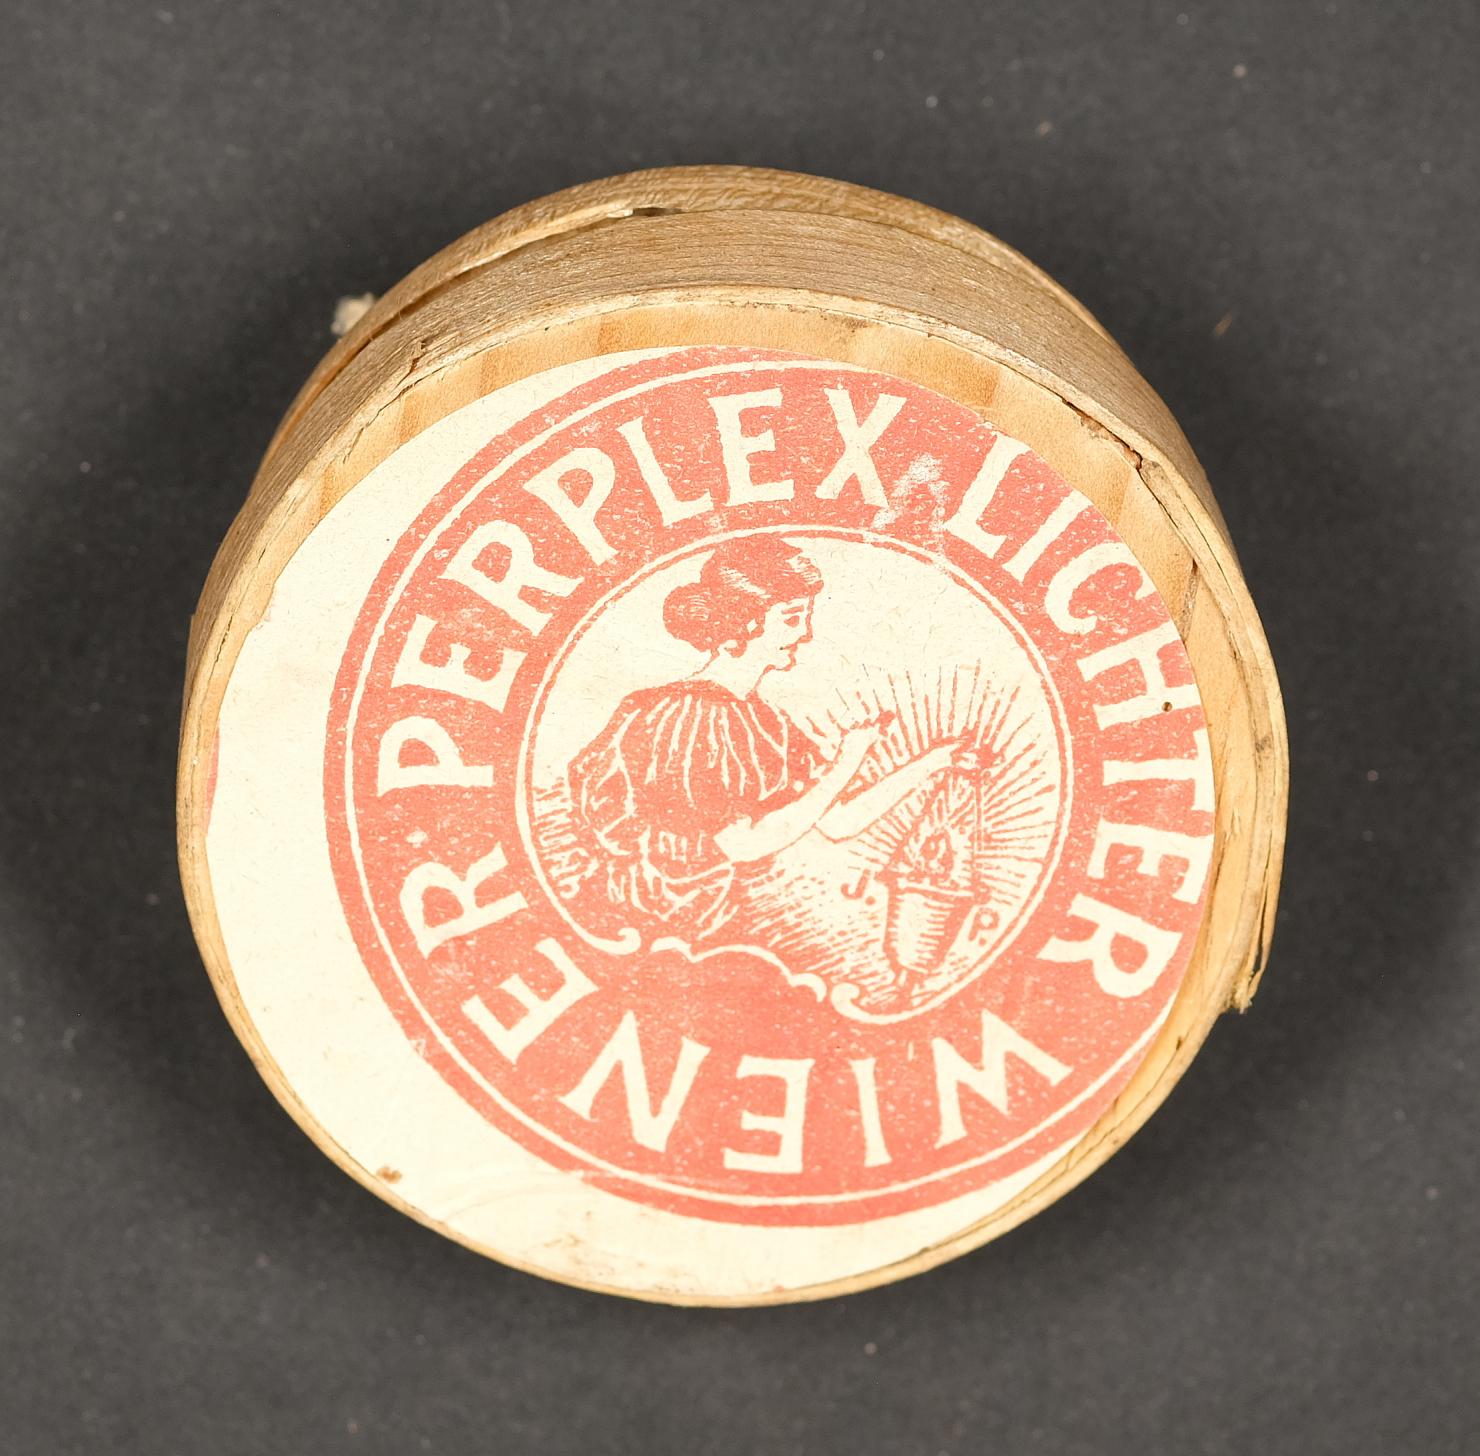 WIENER PERPLEX LICHTER
J. R.